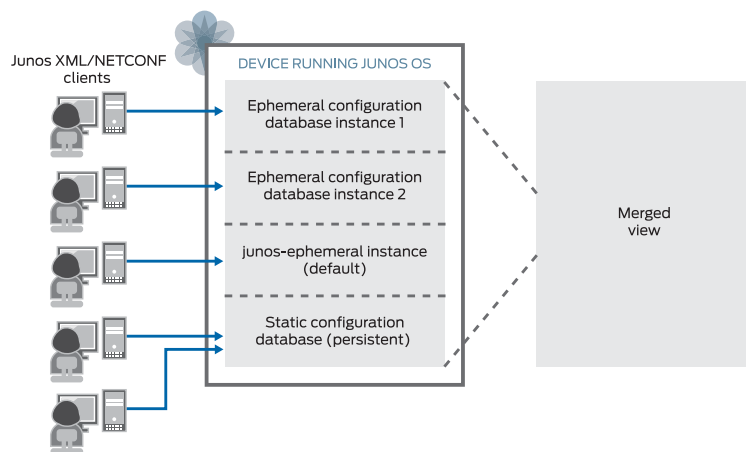 Junos XML/NETCONF
clients
DEVICE RUNNING JUNOS OS
Ephemeral configuration
database instance 1
Ephemeral configuration
database instance 2
junos-ephemeral instance
(default)
Static configuration
database (persistent)
Merged
view